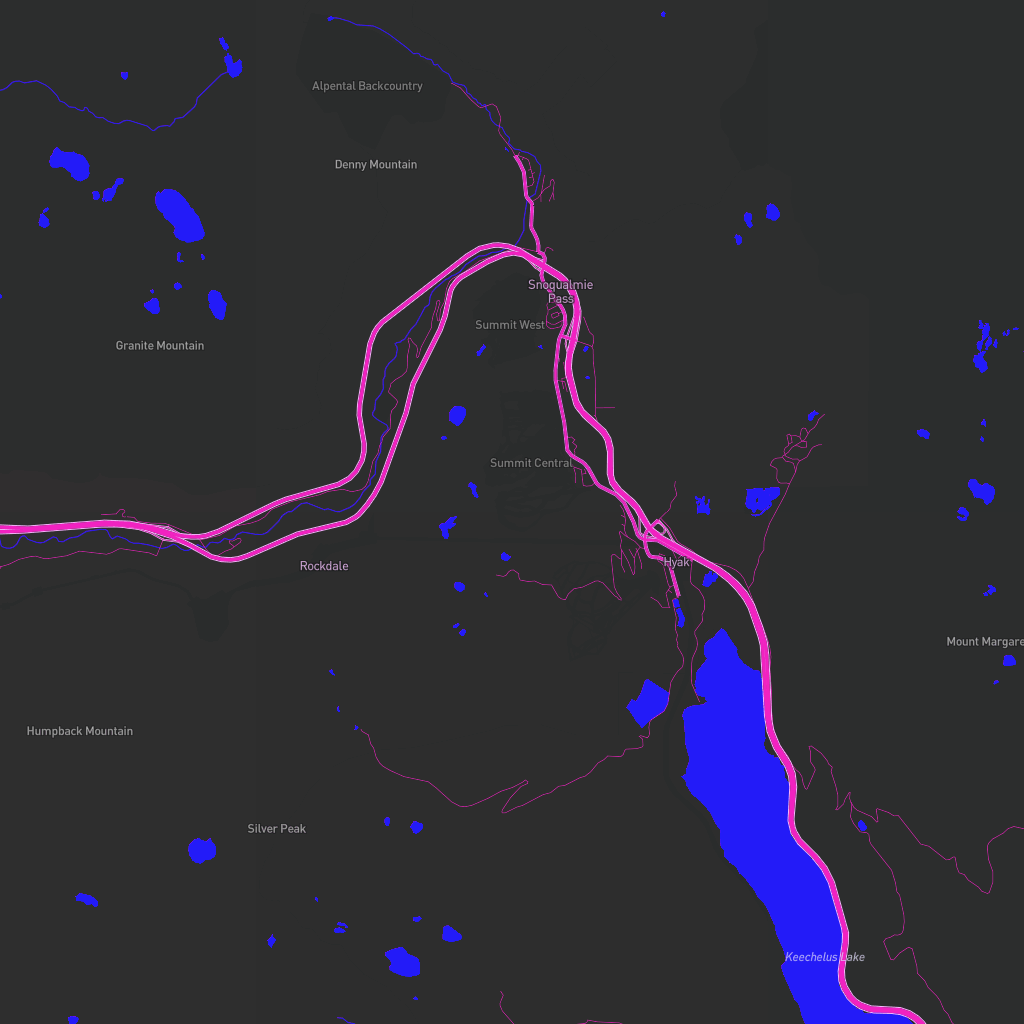 Alpental Backcountry
Denny Mountain
Snoqualmie
Pass
Summit West
Granite Mountain
Summit Central
Rockdale
Hyak
Mount Margare
Humpback Mountain
Silver Peak
Keechelus Lake